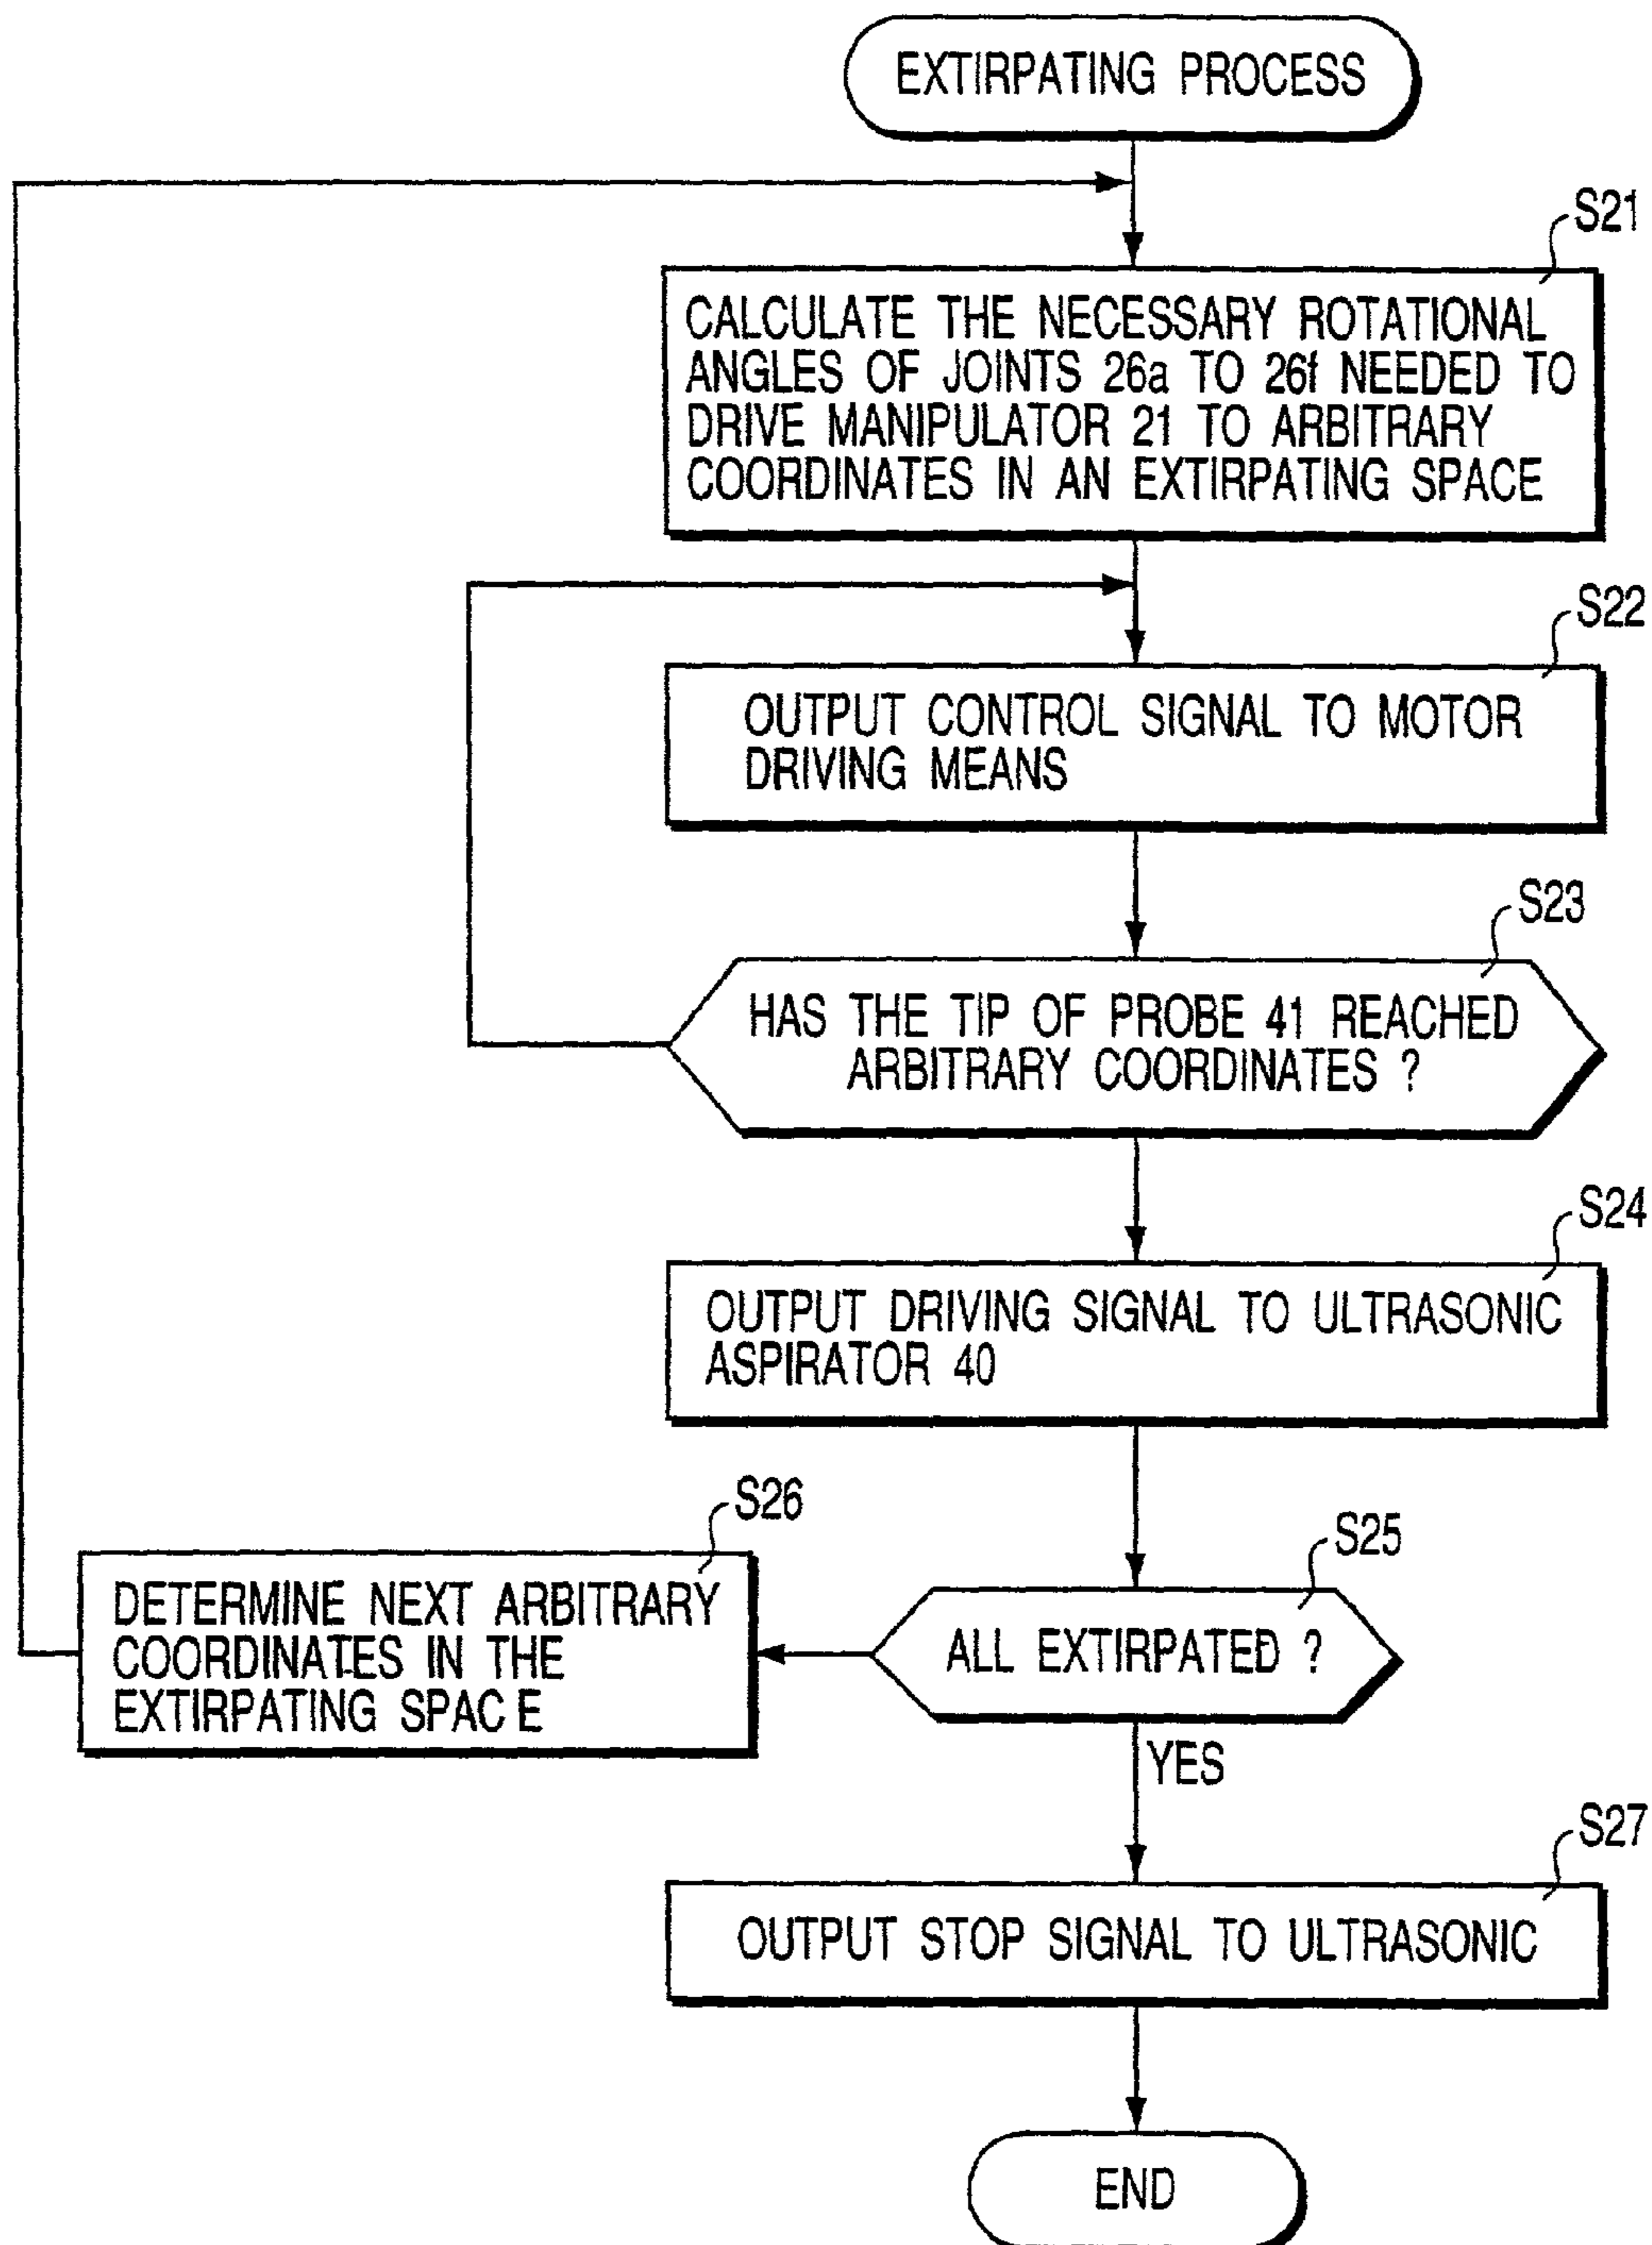 EXTIRPATING PROCESS
S21
CALCULATE THE NECESSARY ROTATIONAL
ANGLES OF JOINTS 26a TO 26f NEEDED TO
DRIVE MANIPULATOR 21 TO ARBITRARY
COORDINATES IN AN EXTIRPATING SPACE
S22
OUTPUT CONTROL SIGNAL TO MOTOR
DRIVING MEANS
S23
HAS THE TIP OF PROBE 41 REACHED
ARBITRARY COORDINATES ?
S24
OUTPUT DRIVING SIGNAL TO ULTRASONIC
ASPIRATOR 40
S25
ALL EXTIRPATED ?
S26
DETERMINE NEXT ARBITRARY
COORDINATES IN THE
EXTIRPATING SPACE
YES
S27
OUTPUT STOP SIGNAL TO ULTRASONIC
END